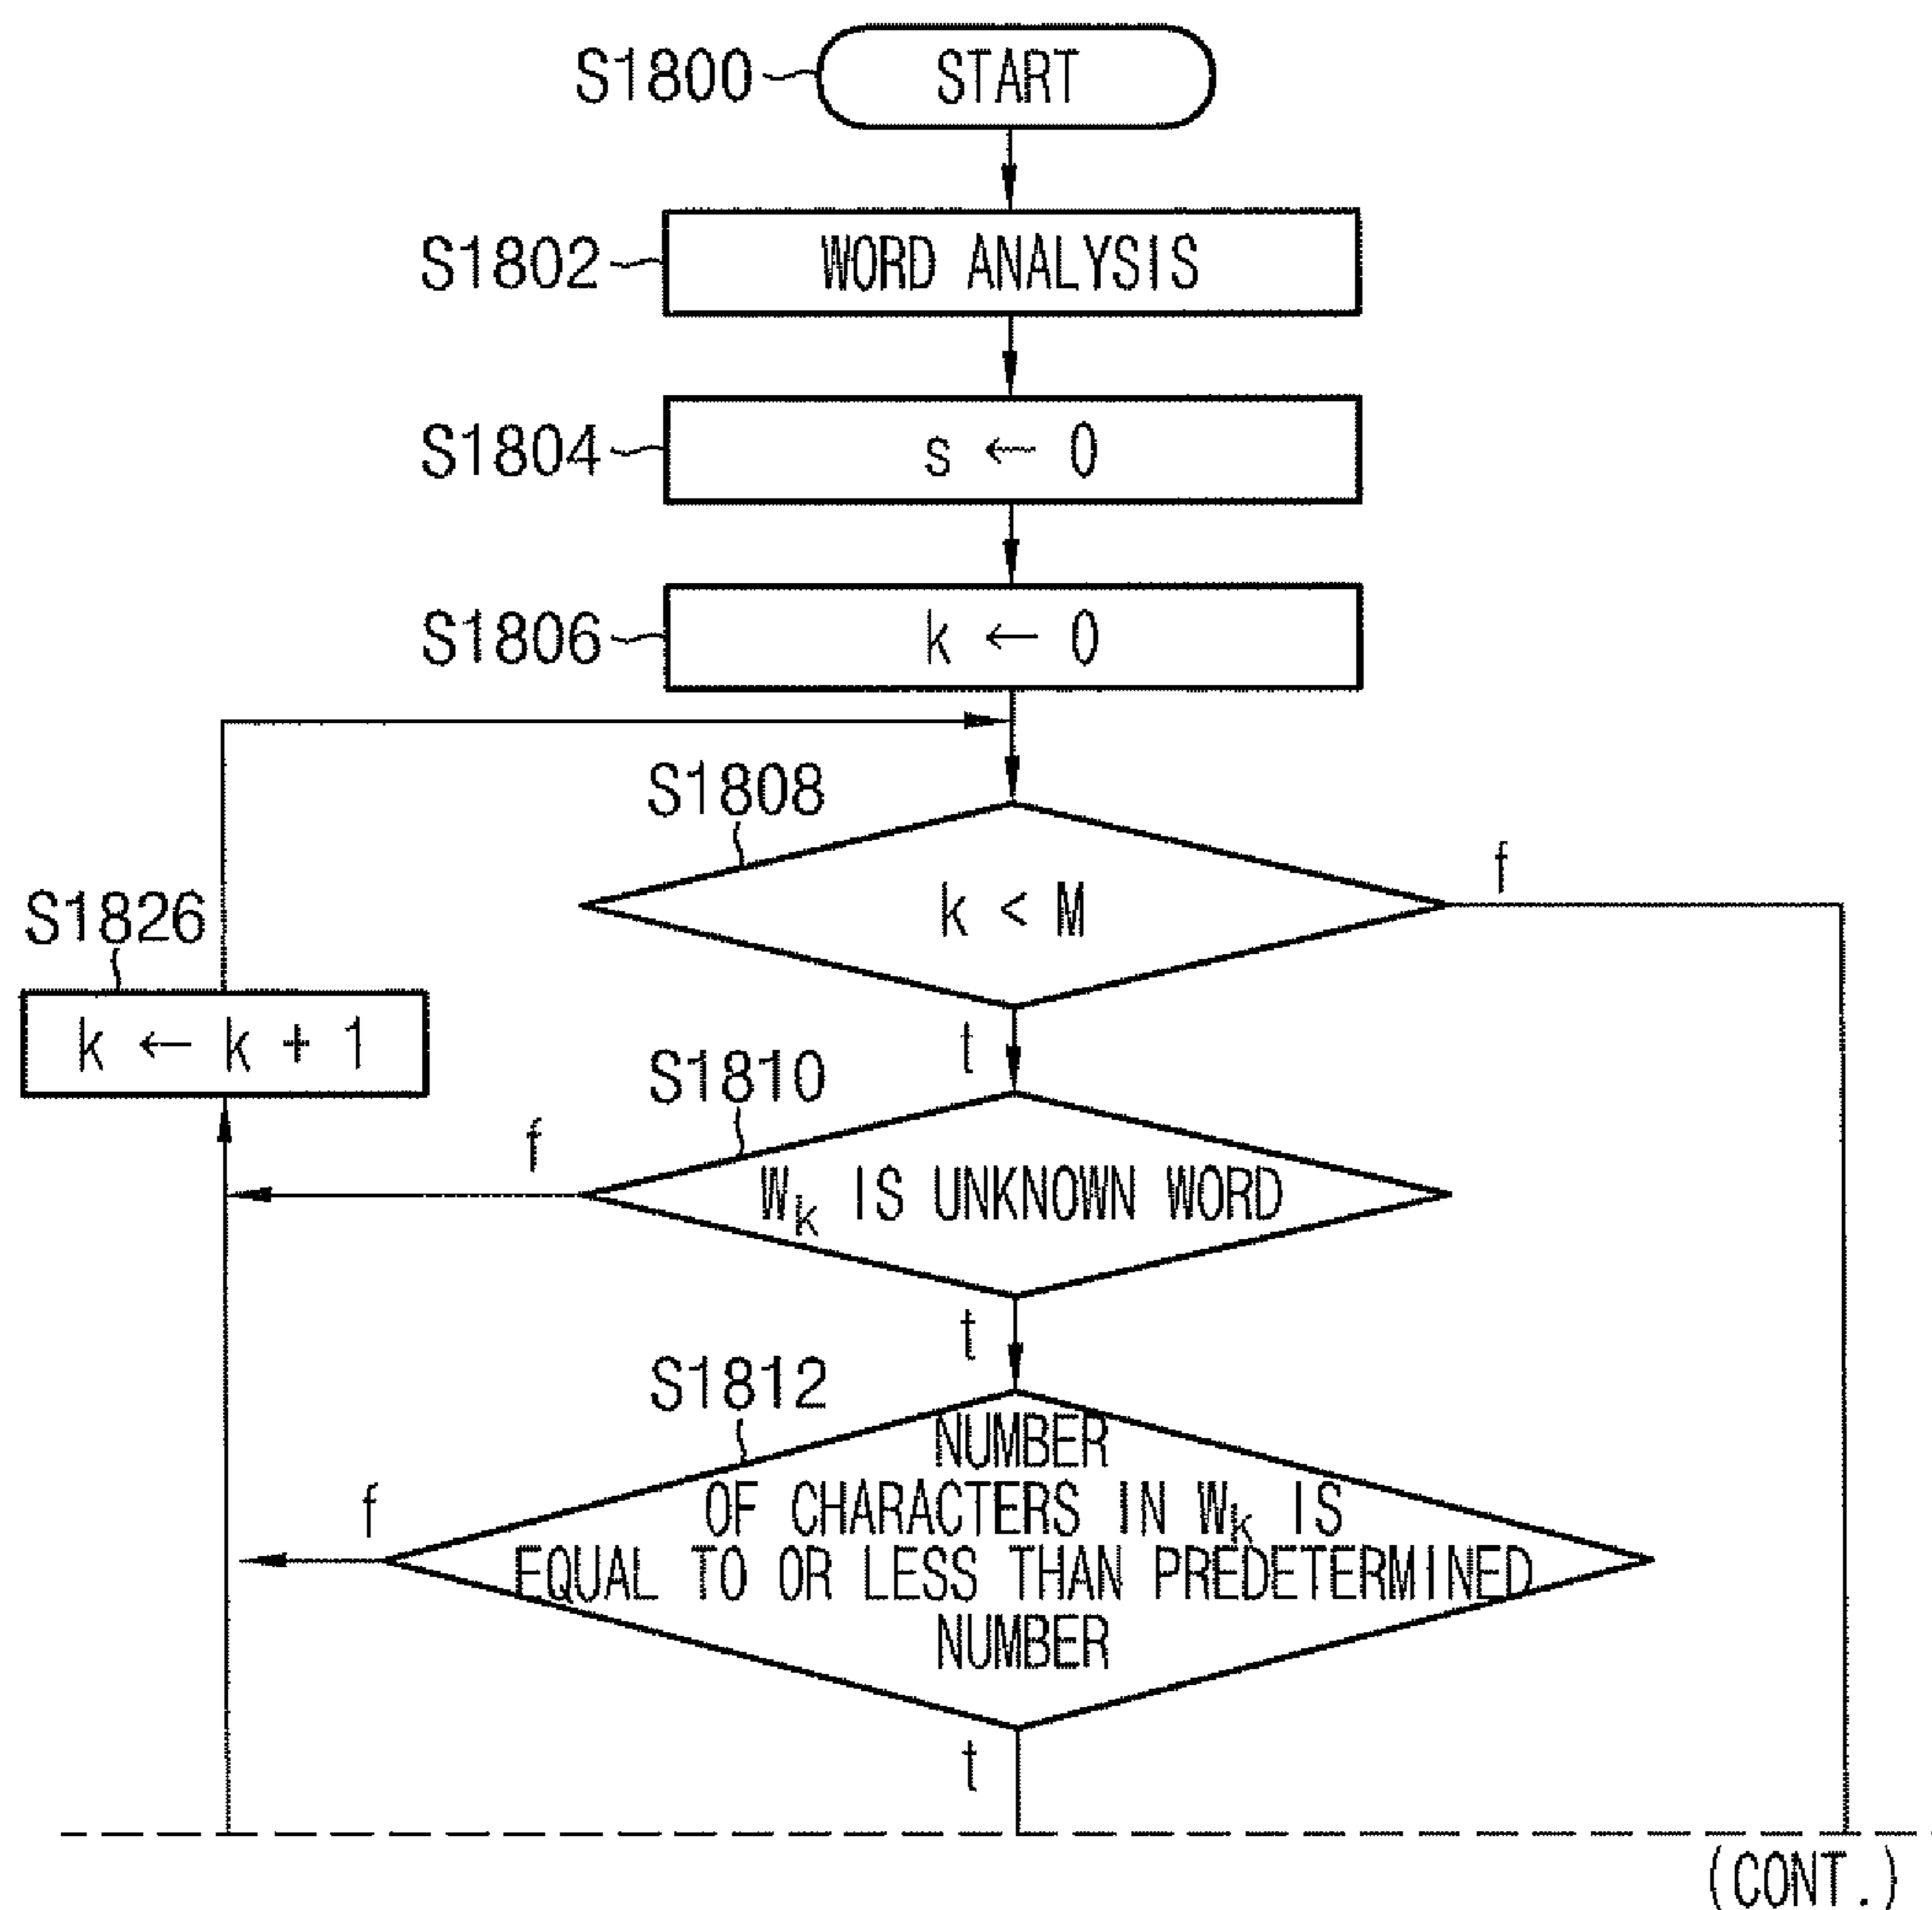 S1800 START
S1802 WORD ANALYSIS
S1804 s ← 0
S1806 k ← 0
S1808
k < M
f
S1826
k ← k + 1
t
S1810
f
Wk IS UNKNOWN WORD
t
S1812
NUMBER
OF CHARACTERS IN Wk IS
f
EQUAL TO OR LESS THAN PREDETERMINED
NUMBER
t
(CONT.)